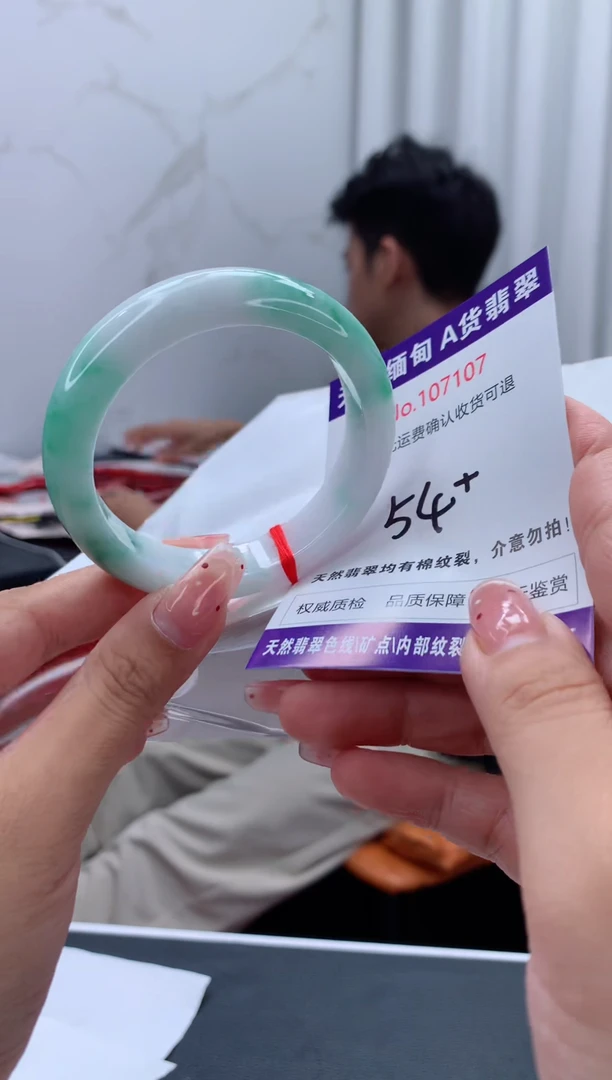 缅甸 A货翡翠
No.107107
运费确认收货可退
54+
天然翡翠均有棉纹裂，介意勿拍！
权威质检 品质保障 鉴赏
天然翡翠色线\矿点\内部纹裂